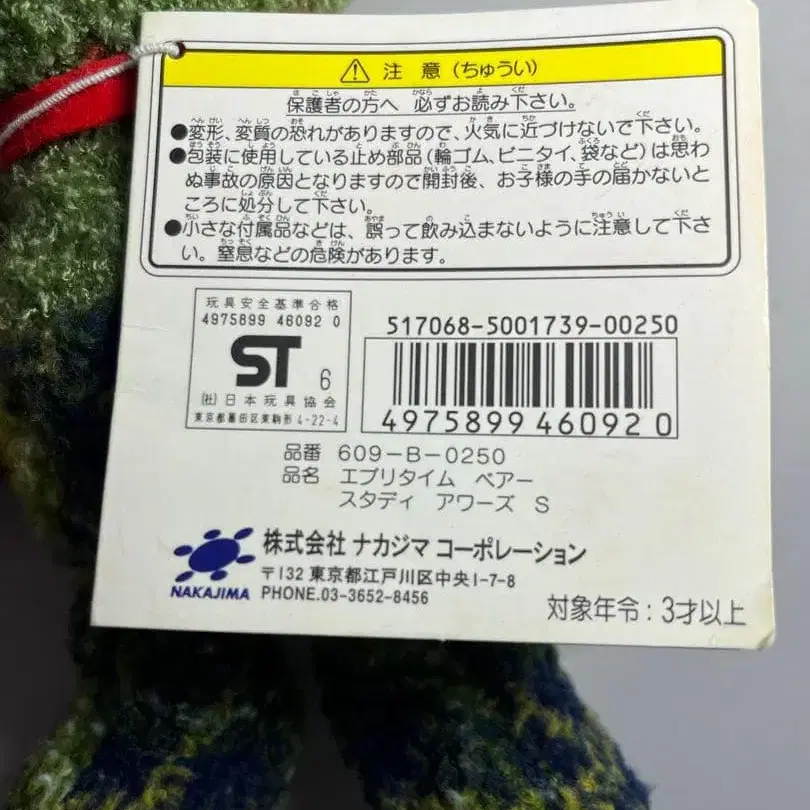 ⚠ 注 意 (ちゅうい)
保護者の方へ 必ずお読み下さい。
●変形、変質の恐れがありますので、火気に近づけないで下さい。
●包装に使用している止め部品(輪ゴム、ビニタイ、袋など)は思わ
ぬ事故の原因となりますので開封後、お子様の手の届かないと
ころに処分して下さい。
●小さな付属品などは、誤って飲み込まないように注意して下さ
い。窒息などの危険があります。
玩具安全基準合格
4975899 46092 0
ST 6
(社)日本玩具協会
東京都墨田区東駒形4-22-4
517068-5001739-00250
4975899 46092 0
品番 609-B-0250
品名 エブリタイム ベアー
スタディ アワーズ S
NAKAJIMA
株式会社 ナカジマ コーポレーション
〒132 東京都江戸川区中央1-7-8
PHONE.03-3652-8456
対象年令:3才以上